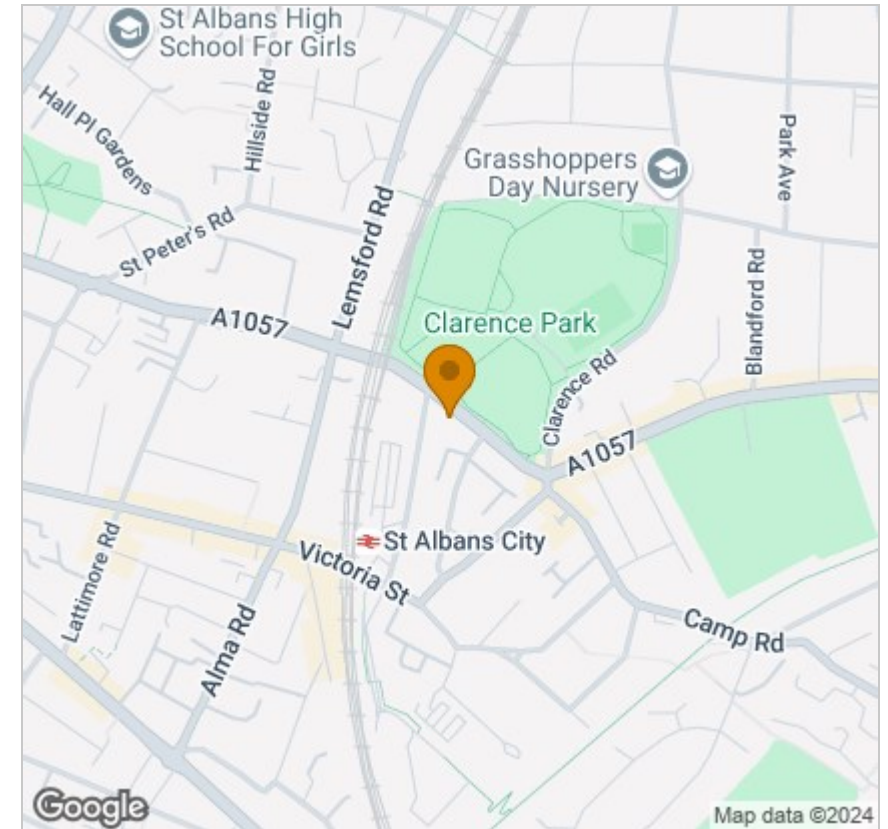 St Albans High
School For Girls
Hall Pl Gardens
Hillside Rd
St Peter's Rd
Lemsford Rd
Grasshoppers
Day Nursery
Park Ave
Blandford Rd
A1057
Clarence Park
Clarence Rd
A1057
Lattimore Rd
Victoria St
St Albans City
Alma Rd
Camp Rd
Google
Map data ©2024